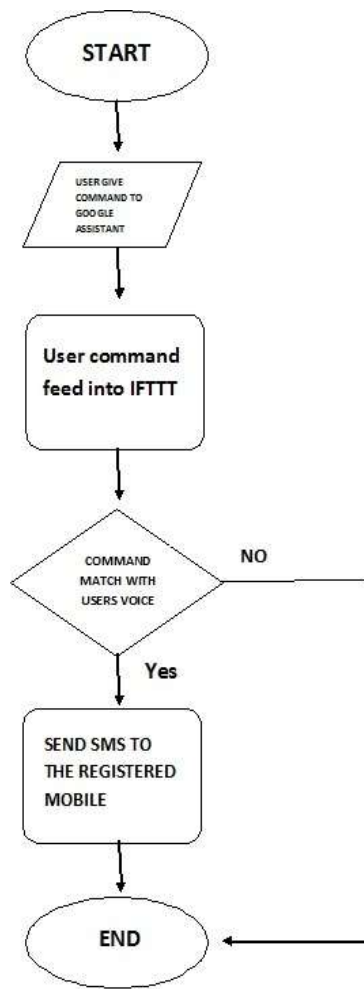 START
USER GIVE
COMMAND TO
GOOGLE
ASSISTANT
User command
feed into IFTTT
COMMAND
MATCH WITH
USERS VOICE
NO
Yes
SEND SMS TO
THE REGISTERED
MOBILE
END